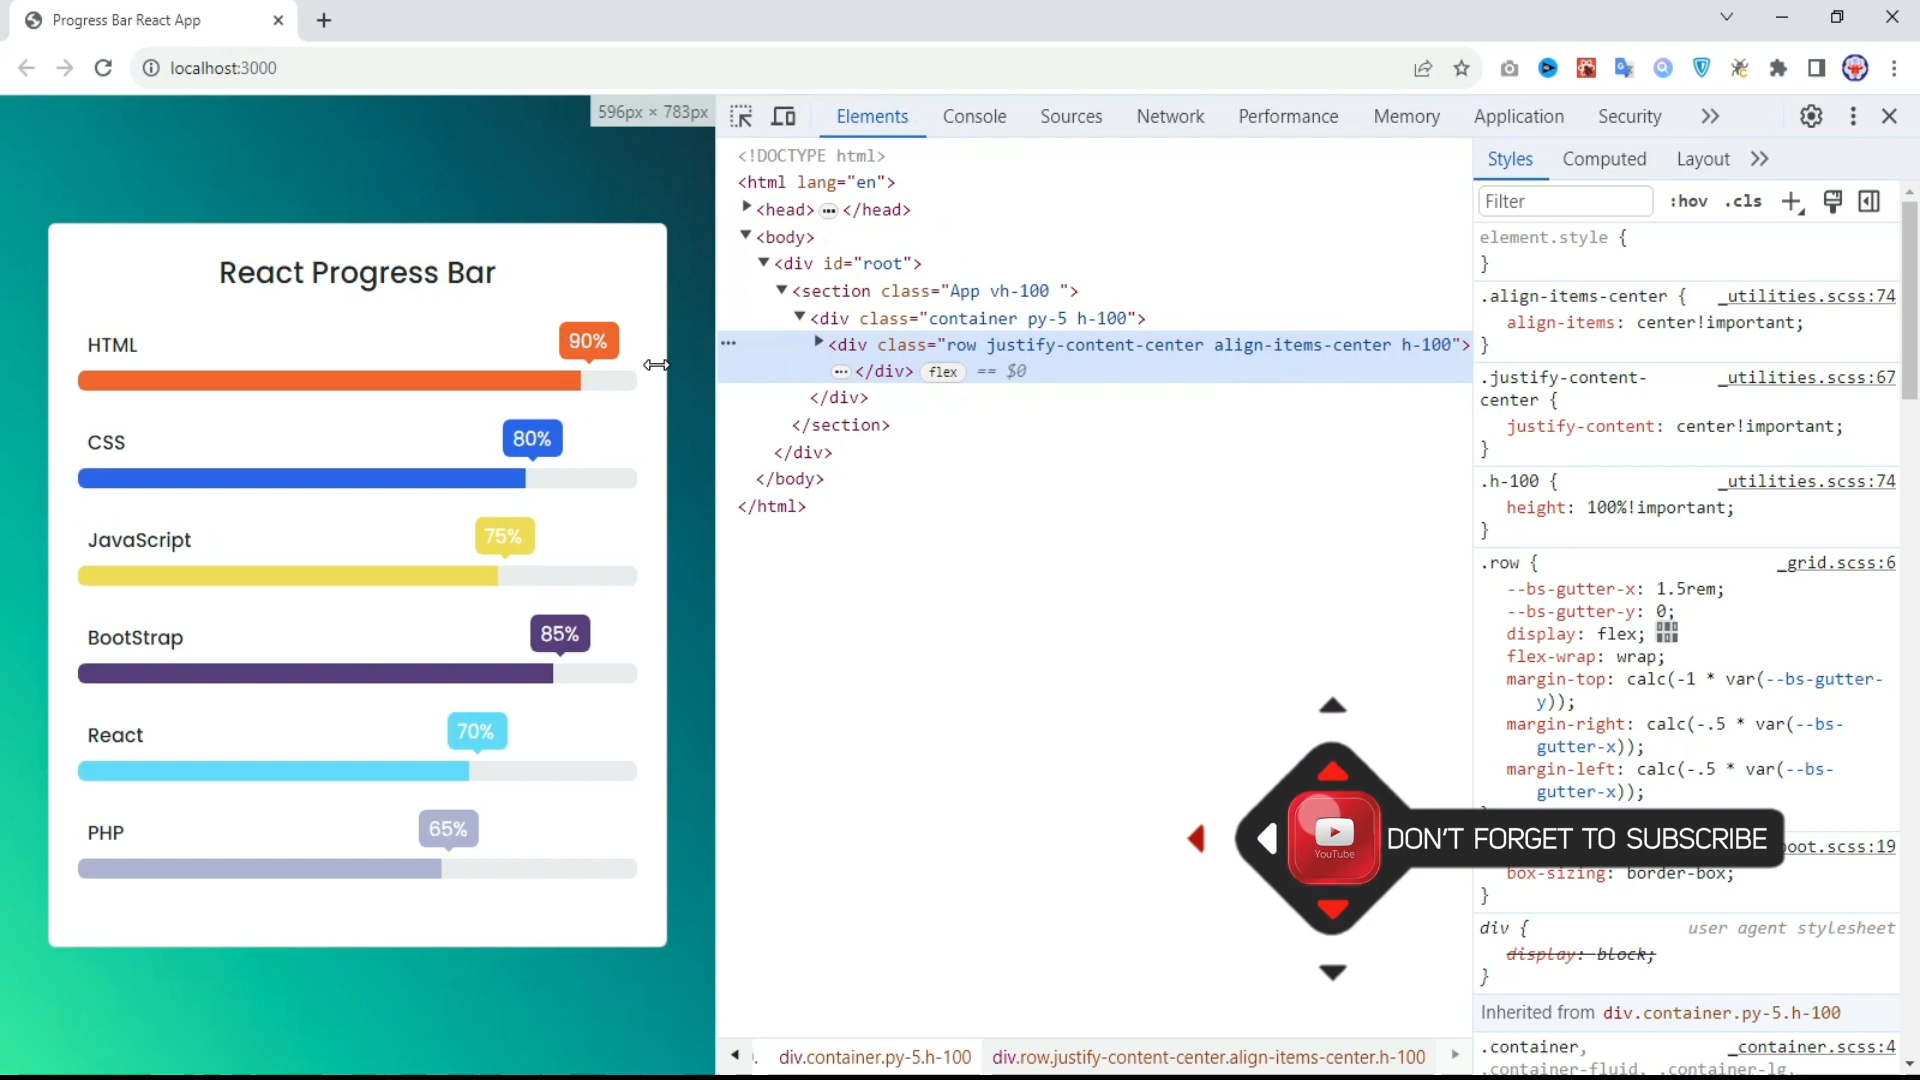 Progress Bar React App
localhost:3000
596px × 783px
React Progress Bar
HTML
90%
CSS
80%
JavaScript
75%
BootStrap
85%
React
70%
PHP
65%
Elements Console Sources Network Performance Memory Application Security
<!DOCTYPE html>
<html lang="en">
<head> ••• </head>
<body>
<div id="root">
<section class="App vh-100 ">
<div class="container py-5 h-100">
<div class="row justify-content-center align-items-center h-100">
••• </div> flex == $0
</div>
</section>
</div>
</body>
</html>
div.container.py-5.h-100 div.row.justify-content-center.align-items-center.h-100
Styles Computed Layout
Filter :hov .cls
element.style {
}
.align-items-center { _utilities.scss:74
align-items: center!important;
}
.justify-content- _utilities.scss:67
center {
justify-content: center!important;
}
.h-100 { _utilities.scss:74
height: 100%!important;
}
.row { _grid.scss:6
--bs-gutter-x: 1.5rem;
--bs-gutter-y: 0;
display: flex;
flex-wrap: wrap;
margin-top: calc(-1 * var(--bs-gutter-
y));
margin-right: calc(-.5 * var(--bs-
gutter-x));
margin-left: calc(-.5 * var(--bs-
gutter-x));
oot.scss:19
box-sizing: border-box;
}
div { user agent stylesheet
display: block;
}
Inherited from div.container.py-5.h-100
.container, _container.scss:4
.container-fluid, .container-lg,
YouTube
DON'T FORGET TO SUBSCRIBE